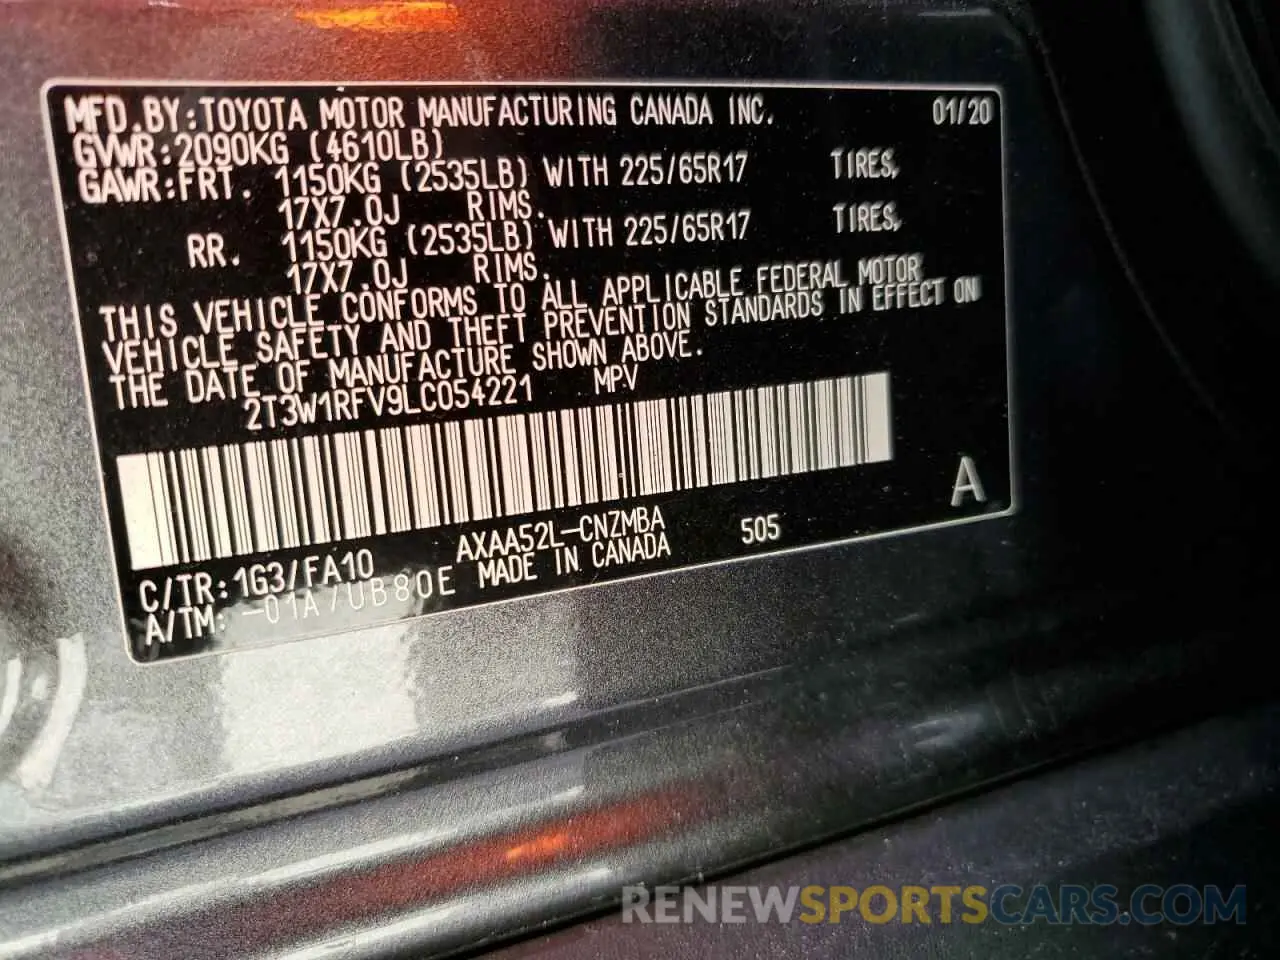 MFD.BY:TOYOTA MOTOR MANUFACTURING CANADA INC. 01/20
GVWR:2090KG (4610LB)
GAWR:FRT. 1150KG (2535LB) WITH 225/65R17 TIRES,
17X7.0J RIMS.
RR. 1150KG (2535LB) WITH 225/65R17 TIRES,
17X7.0J RIMS.
THIS VEHICLE CONFORMS TO ALL APPLICABLE FEDERAL MOTOR
VEHICLE SAFETY AND THEFT PREVENTION STANDARDS IN EFFECT ON
THE DATE OF MANUFACTURE SHOWN ABOVE.
2T3W1RFV9LC054221 MPV
A
C/TR:1G3/FA10 AXAA52L-CNZMBA 505
A/TM: -01A/UB80E MADE IN CANADA
RENEWSPORTSCARS.COM